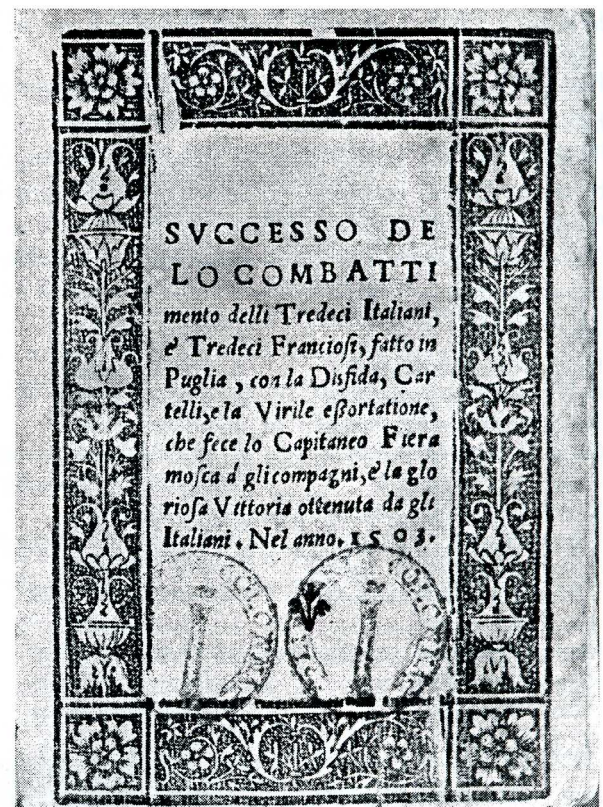 SVCCESSO DE
LO COMBATTI
mento delli Tredeci Italiani,
e' Tredeci Franciosi, fatto in
Puglia, con la Disfida, Car
telli, e la Virile essortatione,
che fece lo Capitaneo Fiera
mosca a' gli compagni, e' la glo
riosa Vittoria ottenuta da gli
Italiani. Nel anno. 1503.